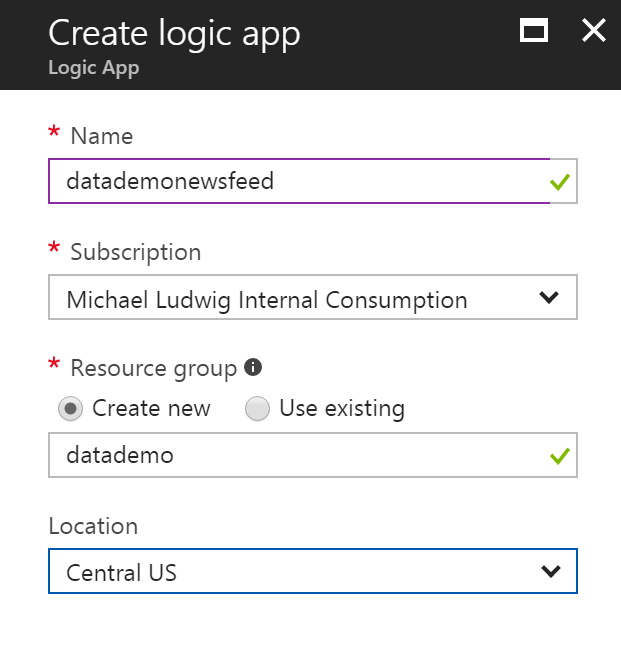 Create logic app
Logic App
* Name
datademonewsfeed
* Subscription
Michael Ludwig Internal Consumption
* Resource group
Create new Use existing
datademo
Location
Central US